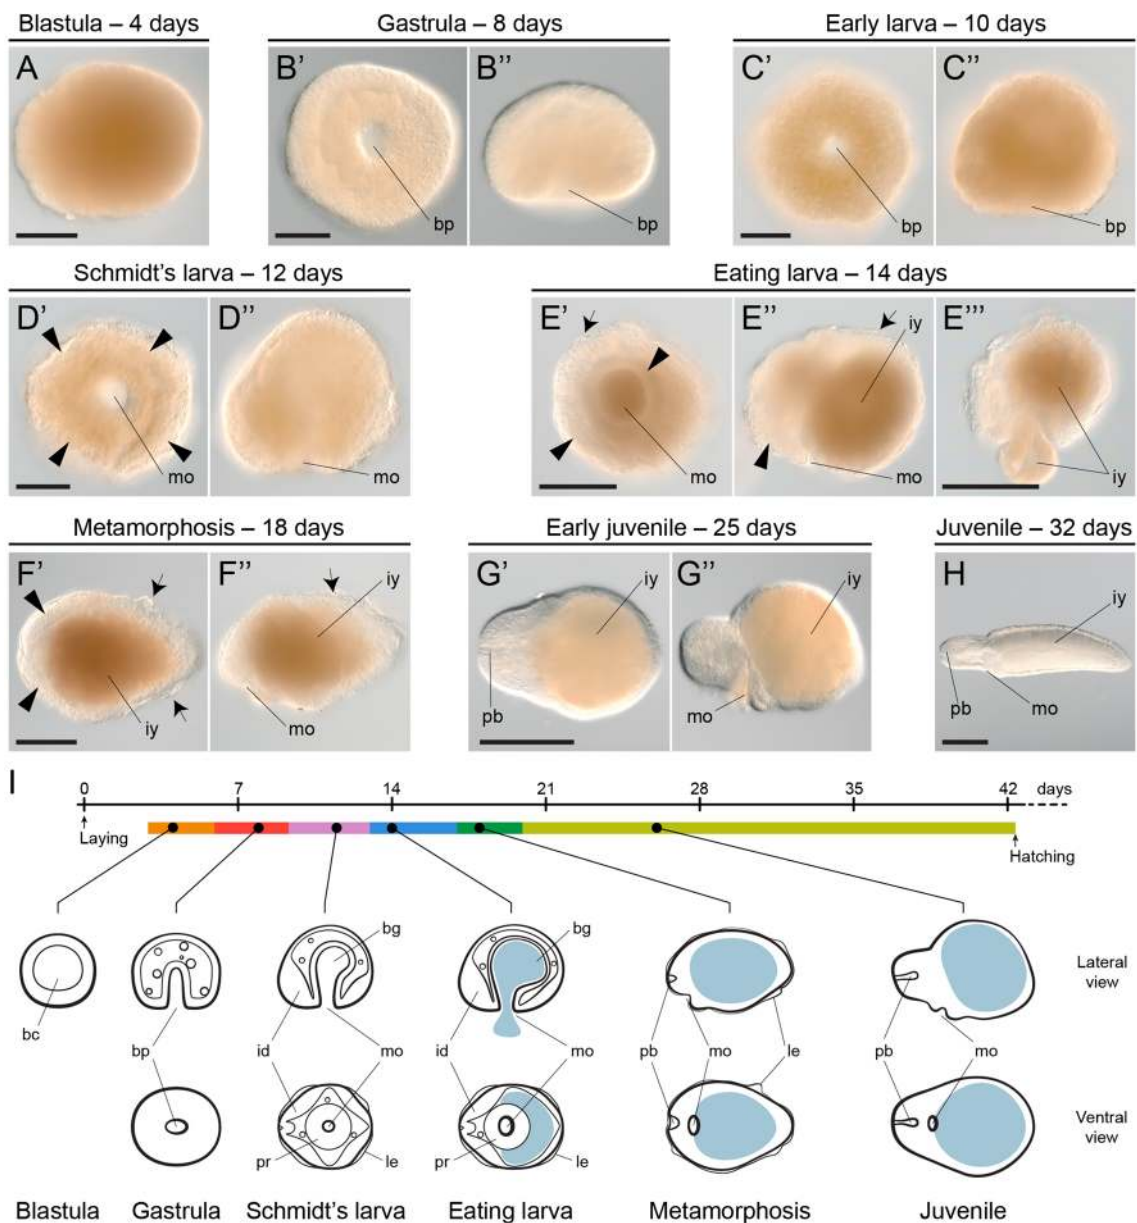 Blastula – 4 days
Gastrula – 8 days
Early larva – 10 days
A
B'
B''
C'
C''
bp
bp
bp
bp
Schmidt's larva – 12 days
Eating larva – 14 days
D'
D''
E'
E''
E'''
iy
mo
mo
mo
mo
iy
Metamorphosis – 18 days
Early juvenile – 25 days
Juvenile – 32 days
F'
F''
G'
G''
H
iy
iy
iy
iy
iy
mo
pb
mo
pb
mo
I
0 7 14 21 28 35 42 days
Laying
Hatching
bg
bg
Lateral
view
bc
bp
id
mo
id
mo
pb
mo
le
pb
mo
Ventral
view
pr
le
pr
le
Blastula
Gastrula
Schmidt's larva
Eating larva
Metamorphosis
Juvenile